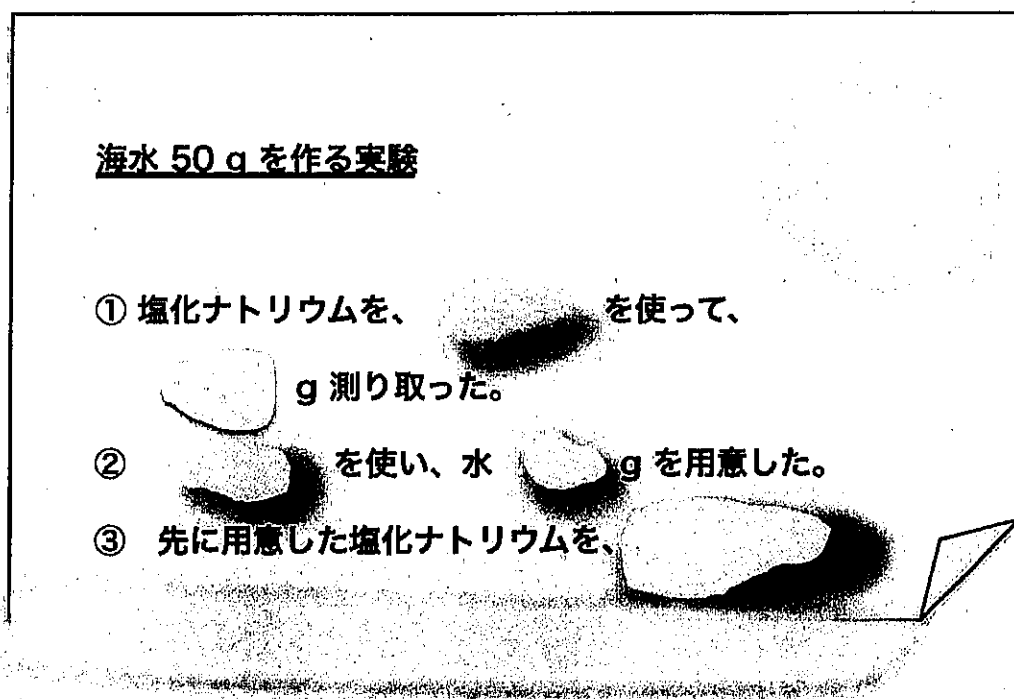 海水 50 g を作る実験
① 塩化ナトリウムを、 を使って、
g 測り取った。
② を使い、水 g を用意した。
③ 先に用意した塩化ナトリウムを、